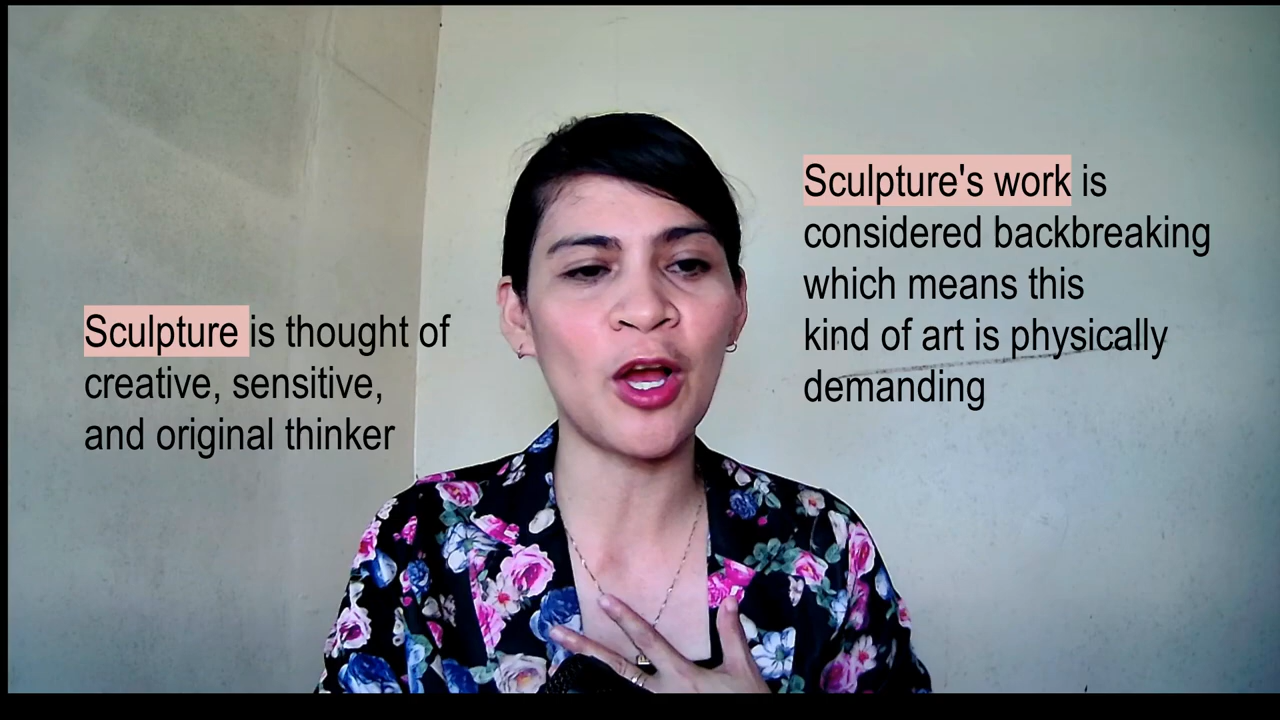 Sculpture is thought of
creative, sensitive,
and original thinker
Sculpture's work is
considered backbreaking
which means this
kind of art is physically
demanding